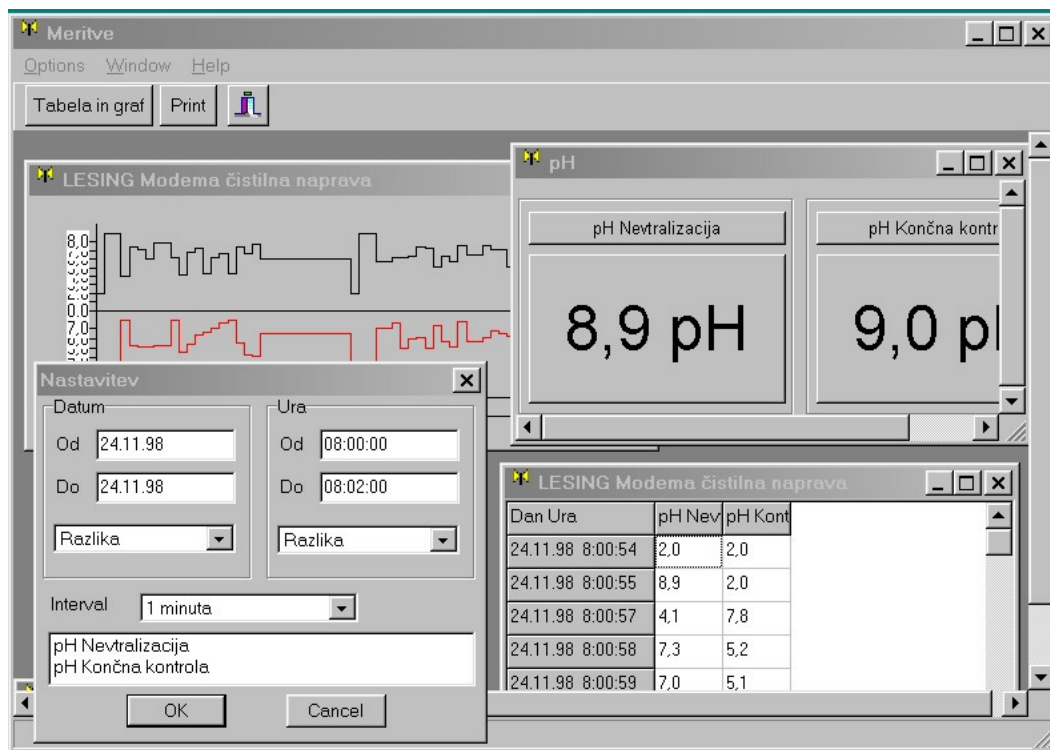 Meritve
Options Window Help
Tabela in graf Print
LESING Modema čistilna naprava
8,0
0,0
7,0
pH
pH Nevtralizacija pH Končna kontr
8,9 pH 9,0 pH
Nastavitev
Datum
Od 24.11.98
Do 24.11.98
Razlika
Ura
Od 08:00:00
Do 08:02:00
Razlika
Interval 1 minuta
pH Nevtralizacija
pH Končna kontrola
OK Cancel
LESING Modema čistilna naprava
Dan Ura pH Nev pH Kont
24.11.98 8:00:54 2,0 2,0
24.11.98 8:00:55 8,9 2,0
24.11.98 8:00:57 4,1 7,8
24.11.98 8:00:58 7,3 5,2
24.11.98 8:00:59 7,0 5,1